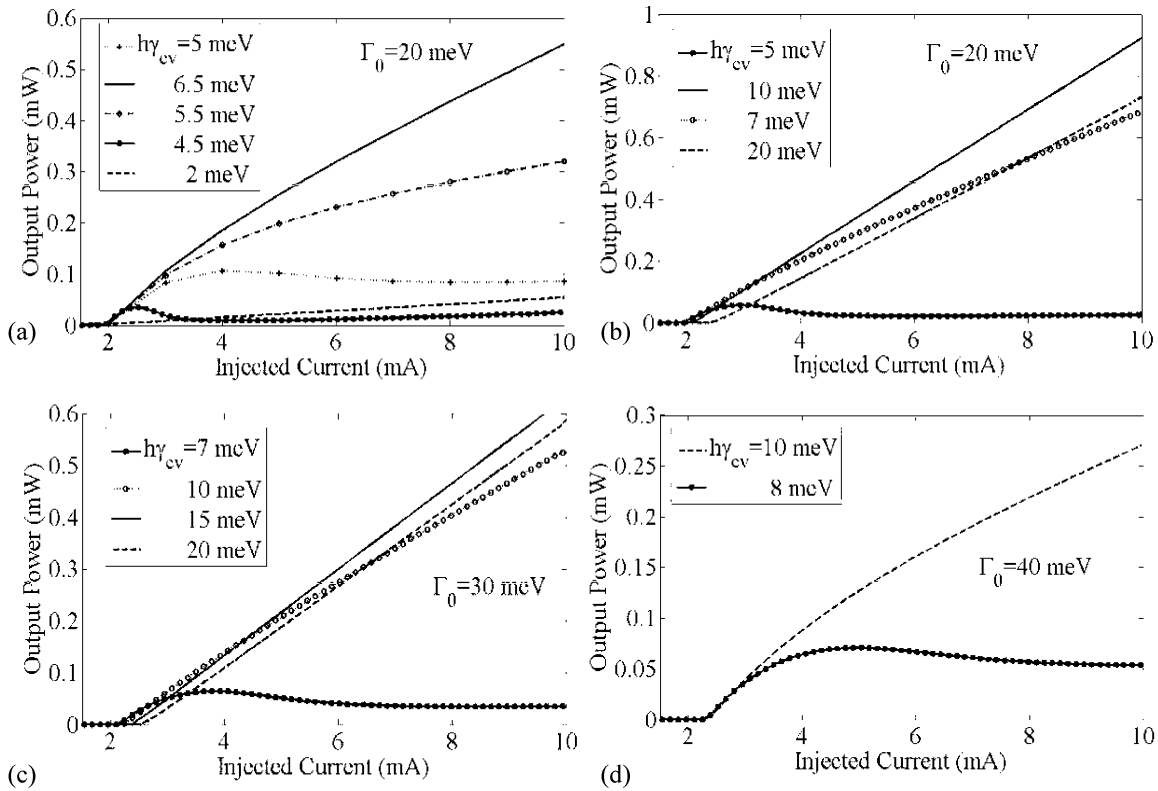 0.6
0.5
0.4
0.3
0.2
0.1
0
Output Power (mW)
hγcv=5 meV
6.5 meV
5.5 meV
4.5 meV
2 meV
Γ0=20 meV
2 4 6 8 10
Injected Current (mA)
(a)
1
0.8
0.6
0.4
0.2
0
Output Power (mW)
hγcv=5 meV
10 meV
7 meV
20 meV
Γ0=20 meV
2 4 6 8 10
Injected Current (mA)
(b)
0.6
0.5
0.4
0.3
0.2
0.1
0
Output Power (mW)
hγcv=7 meV
10 meV
15 meV
20 meV
Γ0=30 meV
2 4 6 8 10
Injected Current (mA)
(c)
0.3
0.25
0.2
0.15
0.1
0.05
0
Output Power (mW)
hγcv=10 meV
8 meV
Γ0=40 meV
2 4 6 8 10
Injected Current (mA)
(d)